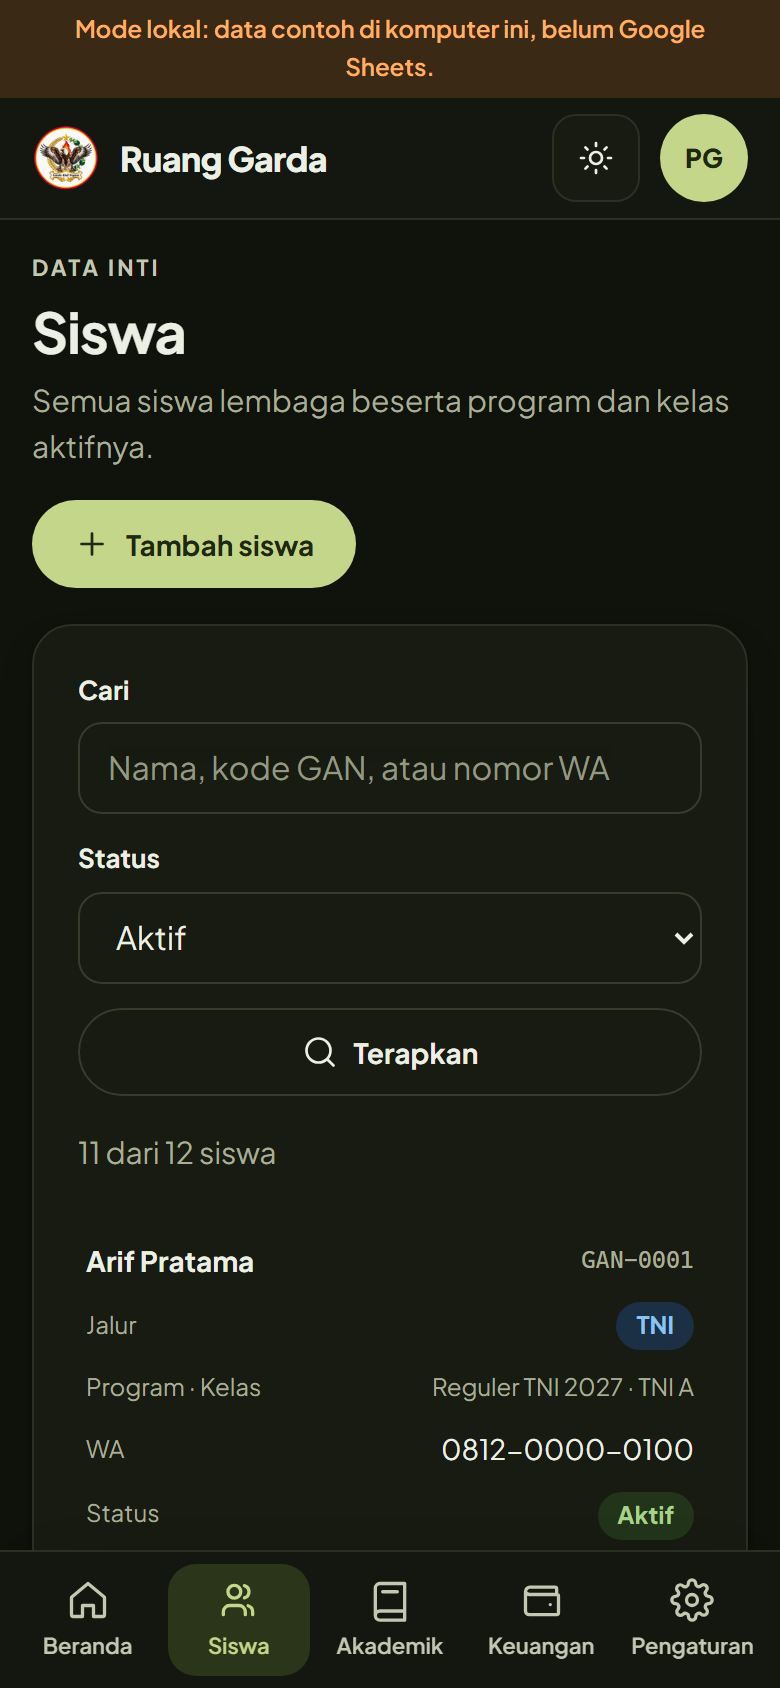 Mode lokal: data contoh di komputer ini, belum Google
Sheets.
Ruang Garda
PG
DATA INTI
Siswa
Semua siswa lembaga beserta program dan kelas
aktifnya.
+ Tambah siswa
Cari
Nama, kode GAN, atau nomor WA
Status
Aktif
Terapkan
11 dari 12 siswa
Arif Pratama GAN-0001
Jalur TNI
Program · Kelas Reguler TNI 2027 · TNI A
WA 0812-0000-0100
Status Aktif
Beranda Siswa Akademik Keuangan Pengaturan